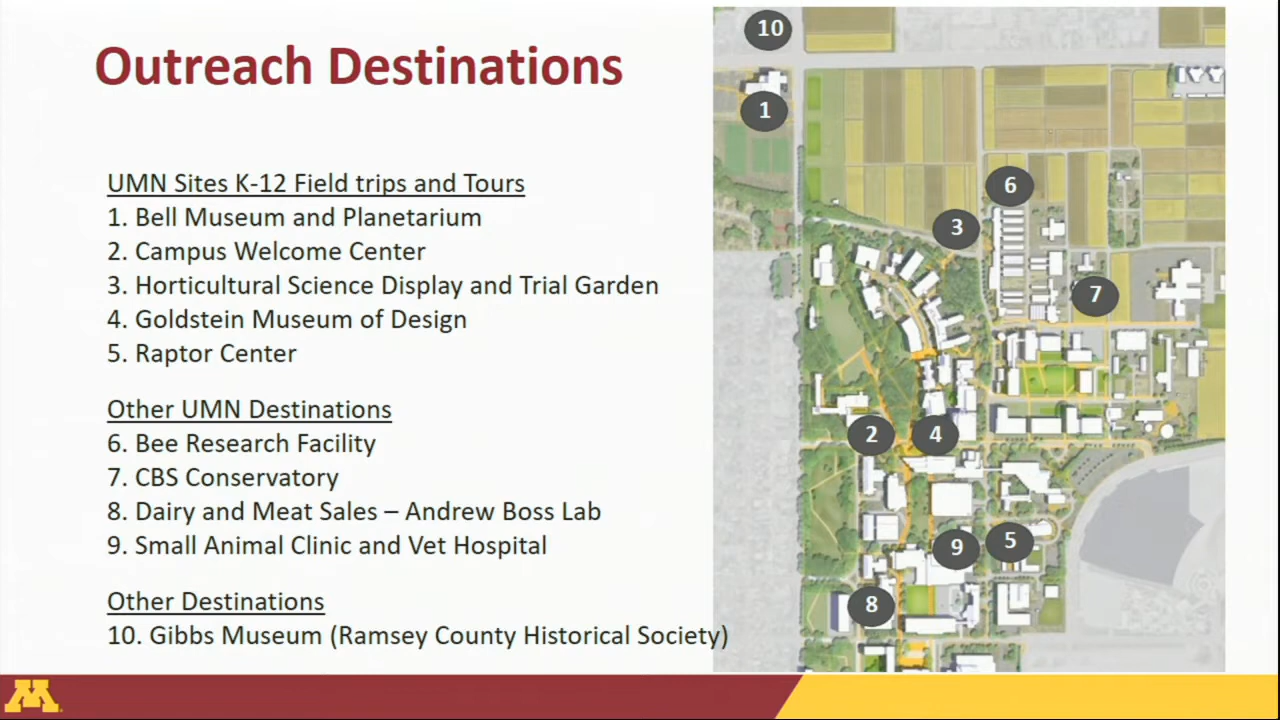 Outreach Destinations
UMN Sites K-12 Field trips and Tours
1. Bell Museum and Planetarium
2. Campus Welcome Center
3. Horticultural Science Display and Trial Garden
4. Goldstein Museum of Design
5. Raptor Center
Other UMN Destinations
6. Bee Research Facility
7. CBS Conservatory
8. Dairy and Meat Sales – Andrew Boss Lab
9. Small Animal Clinic and Vet Hospital
Other Destinations
10. Gibbs Museum (Ramsey County Historical Society)
10
1
6
3
7
2
4
5
9
8
M